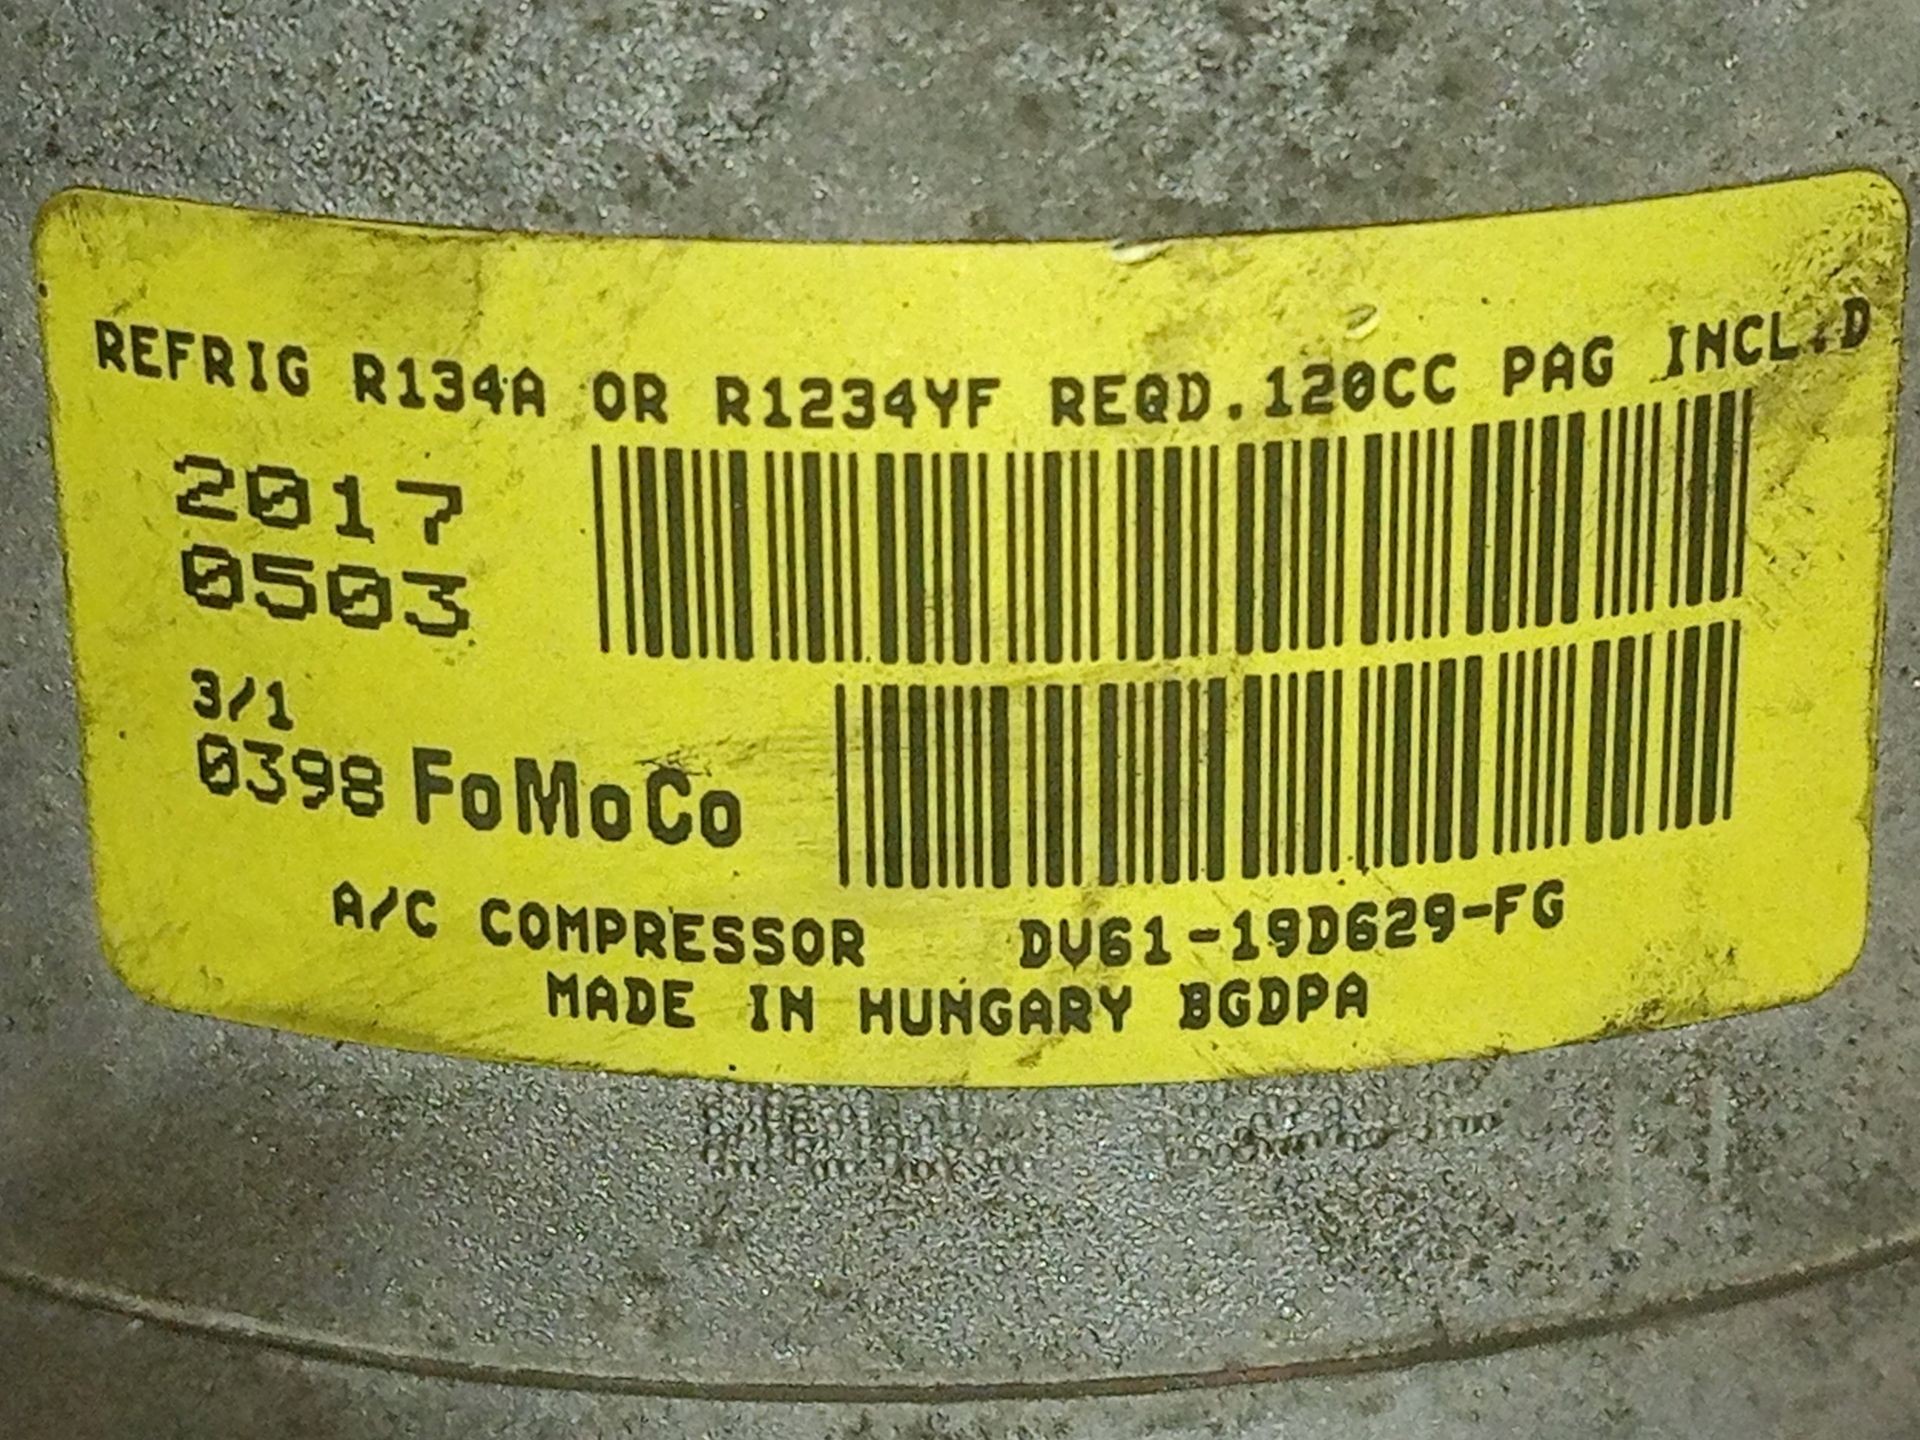 REFRIG R134A OR R1234YF REQD.120CC PAG INCL.D
2017
0503
3/1
0398 FoMoCo
A/C COMPRESSOR DV61-19D629-FG
MADE IN HUNGARY BGDPA